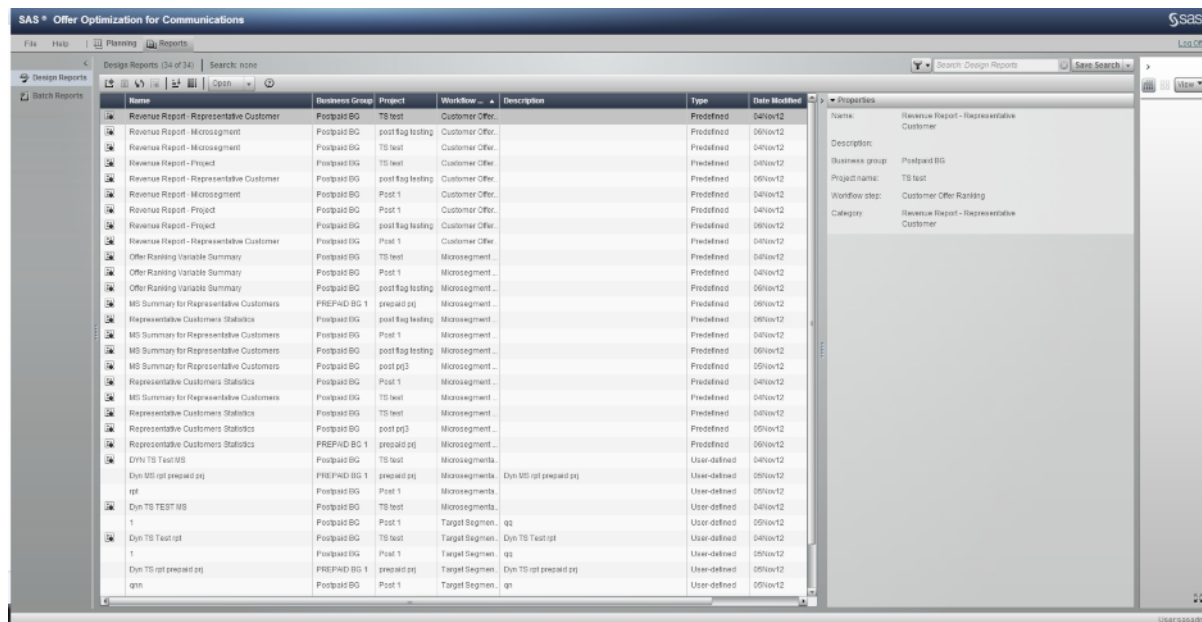 SAS® Offer Optimization for Communications
sas
File Help Planning Reports Log Off
Design Reports
Batch Reports
Design Reports (34 of 34) Search: none Search: Design Reports Save Search
Open View
Name Business Group Project Workflow ... Description Type Date Modified
Revenue Report - Representative Customer Postpaid BG TS test Customer Offer... Predefined 04Nov12
Revenue Report - Microsegment Postpaid BG post flag testing Customer Offer... Predefined 06Nov12
Revenue Report - Microsegment Postpaid BG TS test Customer Offer... Predefined 04Nov12
Revenue Report - Project Postpaid BG TS test Customer Offer... Predefined 04Nov12
Revenue Report - Representative Customer Postpaid BG post flag testing Customer Offer... Predefined 06Nov12
Revenue Report - Microsegment Postpaid BG Post 1 Customer Offer... Predefined 04Nov12
Revenue Report - Project Postpaid BG Post 1 Customer Offer... Predefined 04Nov12
Revenue Report - Project Postpaid BG post flag testing Customer Offer... Predefined 06Nov12
Revenue Report - Representative Customer Postpaid BG Post 1 Customer Offer... Predefined 04Nov12
Offer Ranking Variable Summary Postpaid BG TS test Microsegment ... Predefined 04Nov12
Offer Ranking Variable Summary Postpaid BG Post 1 Microsegment ... Predefined 04Nov12
Offer Ranking Variable Summary Postpaid BG post flag testing Microsegment ... Predefined 06Nov12
MS Summary for Representative Customers PREPAID BG 1 prepaid prj Microsegment ... Predefined 06Nov12
Representative Customers Statistics Postpaid BG post flag testing Microsegment ... Predefined 06Nov12
MS Summary for Representative Customers Postpaid BG Post 1 Microsegment ... Predefined 04Nov12
MS Summary for Representative Customers Postpaid BG post flag testing Microsegment ... Predefined 06Nov12
MS Summary for Representative Customers Postpaid BG post prj3 Microsegment ... Predefined 05Nov12
Representative Customers Statistics Postpaid BG Post 1 Microsegment ... Predefined 04Nov12
MS Summary for Representative Customers Postpaid BG TS test Microsegment ... Predefined 04Nov12
Representative Customers Statistics Postpaid BG TS test Microsegment ... Predefined 04Nov12
Representative Customers Statistics Postpaid BG post prj3 Microsegment ... Predefined 05Nov12
Representative Customers Statistics PREPAID BG 1 prepaid prj Microsegment ... Predefined 06Nov12
DYN TS Test MS Postpaid BG TS test Microsegmenta... User-defined 04Nov12
Dyn MS rpt prepaid prj PREPAID BG 1 prepaid prj Microsegmenta... Dyn MS rpt prepaid prj User-defined 05Nov12
rpt Postpaid BG Post 1 Microsegmenta... User-defined 05Nov12
Dyn TS TEST MS Postpaid BG TS test Microsegmenta... User-defined 04Nov12
1 Postpaid BG Post 1 Target Segmen... qq User-defined 05Nov12
Dyn TS Test rpt Postpaid BG TS test Target Segmen... Dyn TS Test rpt User-defined 04Nov12
1 Postpaid BG Post 1 Target Segmen... qq User-defined 05Nov12
Dyn TS rpt prepaid prj PREPAID BG 1 prepaid prj Target Segmen... Dyn TS rpt prepaid prj User-defined 05Nov12
qnn Postpaid BG Post 1 Target Segmen... qn User-defined 05Nov12
Properties
Name: Revenue Report - Representative
Customer
Description:
Business group: Postpaid BG
Project name: TS test
Workflow step: Customer Offer Ranking
Category: Revenue Report - Representative
Customer